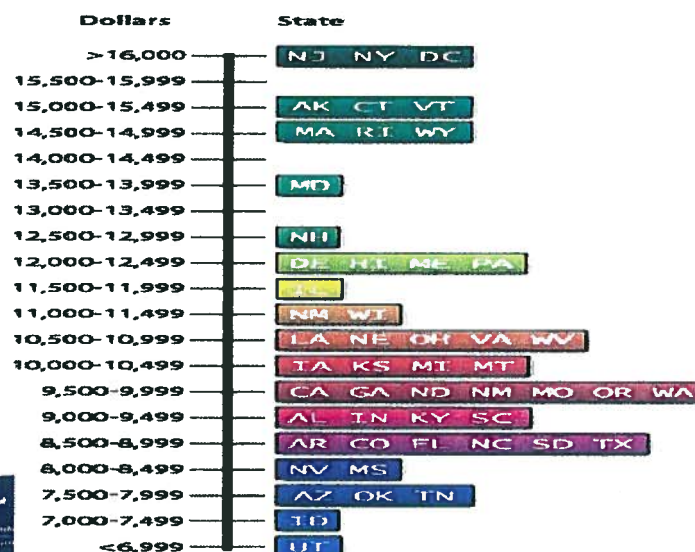 Dollars State
>16,000 NJ NY DC
15,500-15,999
15,000-15,499 AK CT VT
14,500-14,999 MA RI WY
14,000-14,499
13,500-13,999 MD
13,000-13,499
12,500-12,999 NH
12,000-12,499 DE HI ME PA
11,500-11,999 IL
11,000-11,499 NM WI
10,500-10,999 LA NE OH VA WV
10,000-10,499 IA KS MI MT
9,500-9,999 CA GA ND NM MO OR WA
9,000-9,499 AL IN KY SC
8,500-8,999 AR CO FL NC SD TX
8,000-8,499 NV MS
7,500-7,999 AZ OK TN
7,000-7,499 ID
<6,999 UT